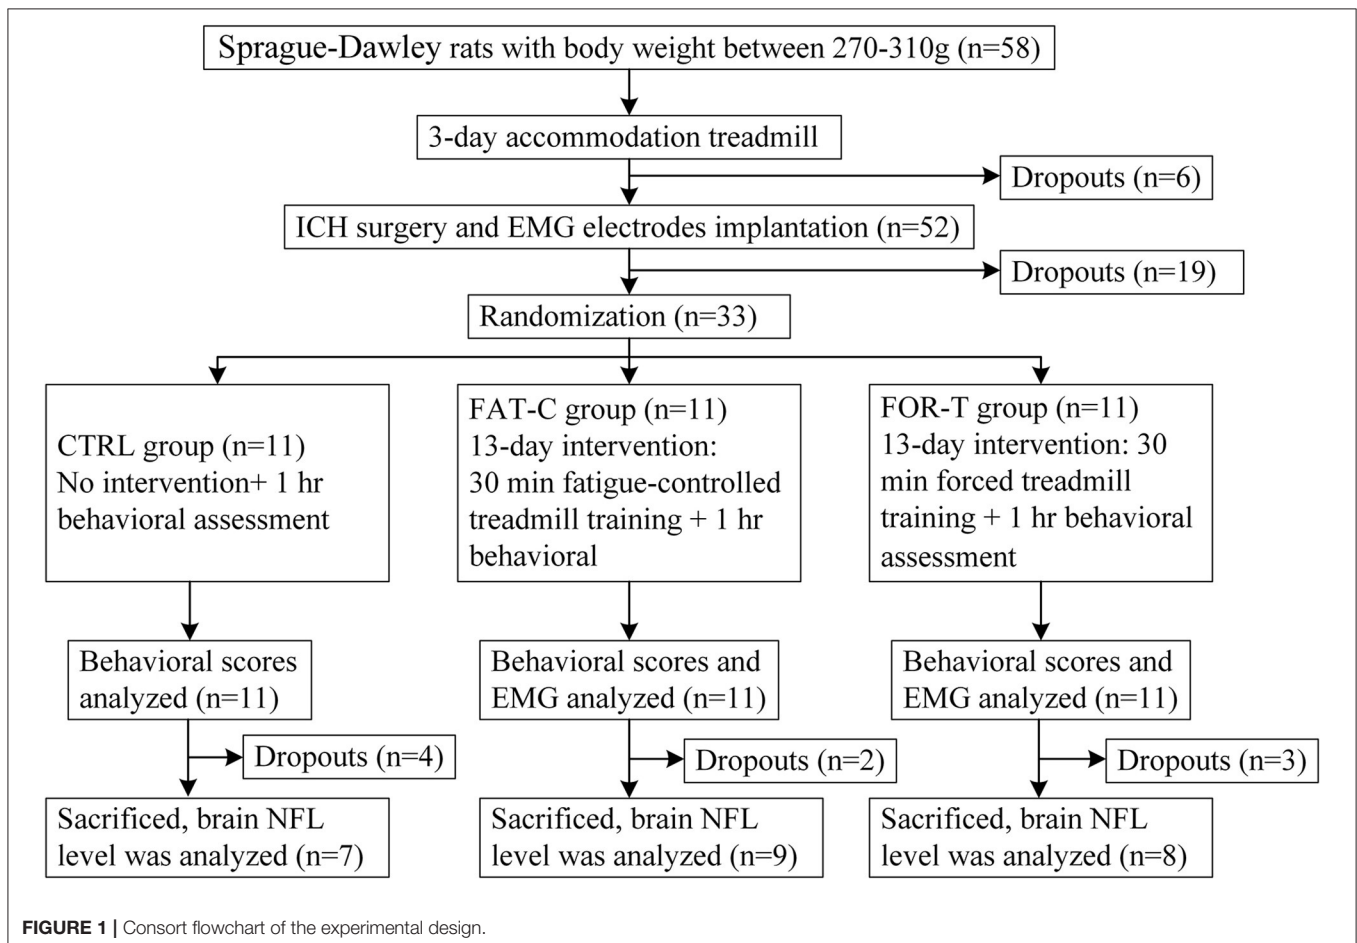 Sprague-Dawley rats with body weight between 270-310g (n=58)
3-day accommodation treadmill
Dropouts (n=6)
ICH surgery and EMG electrodes implantation (n=52)
Dropouts (n=19)
Randomization (n=33)
CTRL group (n=11)
No intervention+ 1 hr
behavioral assessment
FAT-C group (n=11)
13-day intervention:
30 min fatigue-controlled
treadmill training + 1 hr
behavioral
FOR-T group (n=11)
13-day intervention: 30
min forced treadmill
training + 1 hr behavioral
assessment
Behavioral scores
analyzed (n=11)
Behavioral scores and
EMG analyzed (n=11)
Behavioral scores and
EMG analyzed (n=11)
Dropouts (n=4)
Dropouts (n=2)
Dropouts (n=3)
Sacrificed, brain NFL
level was analyzed (n=7)
Sacrificed, brain NFL
level was analyzed (n=9)
Sacrificed, brain NFL
level was analyzed (n=8)
FIGURE 1 | Consort flowchart of the experimental design.